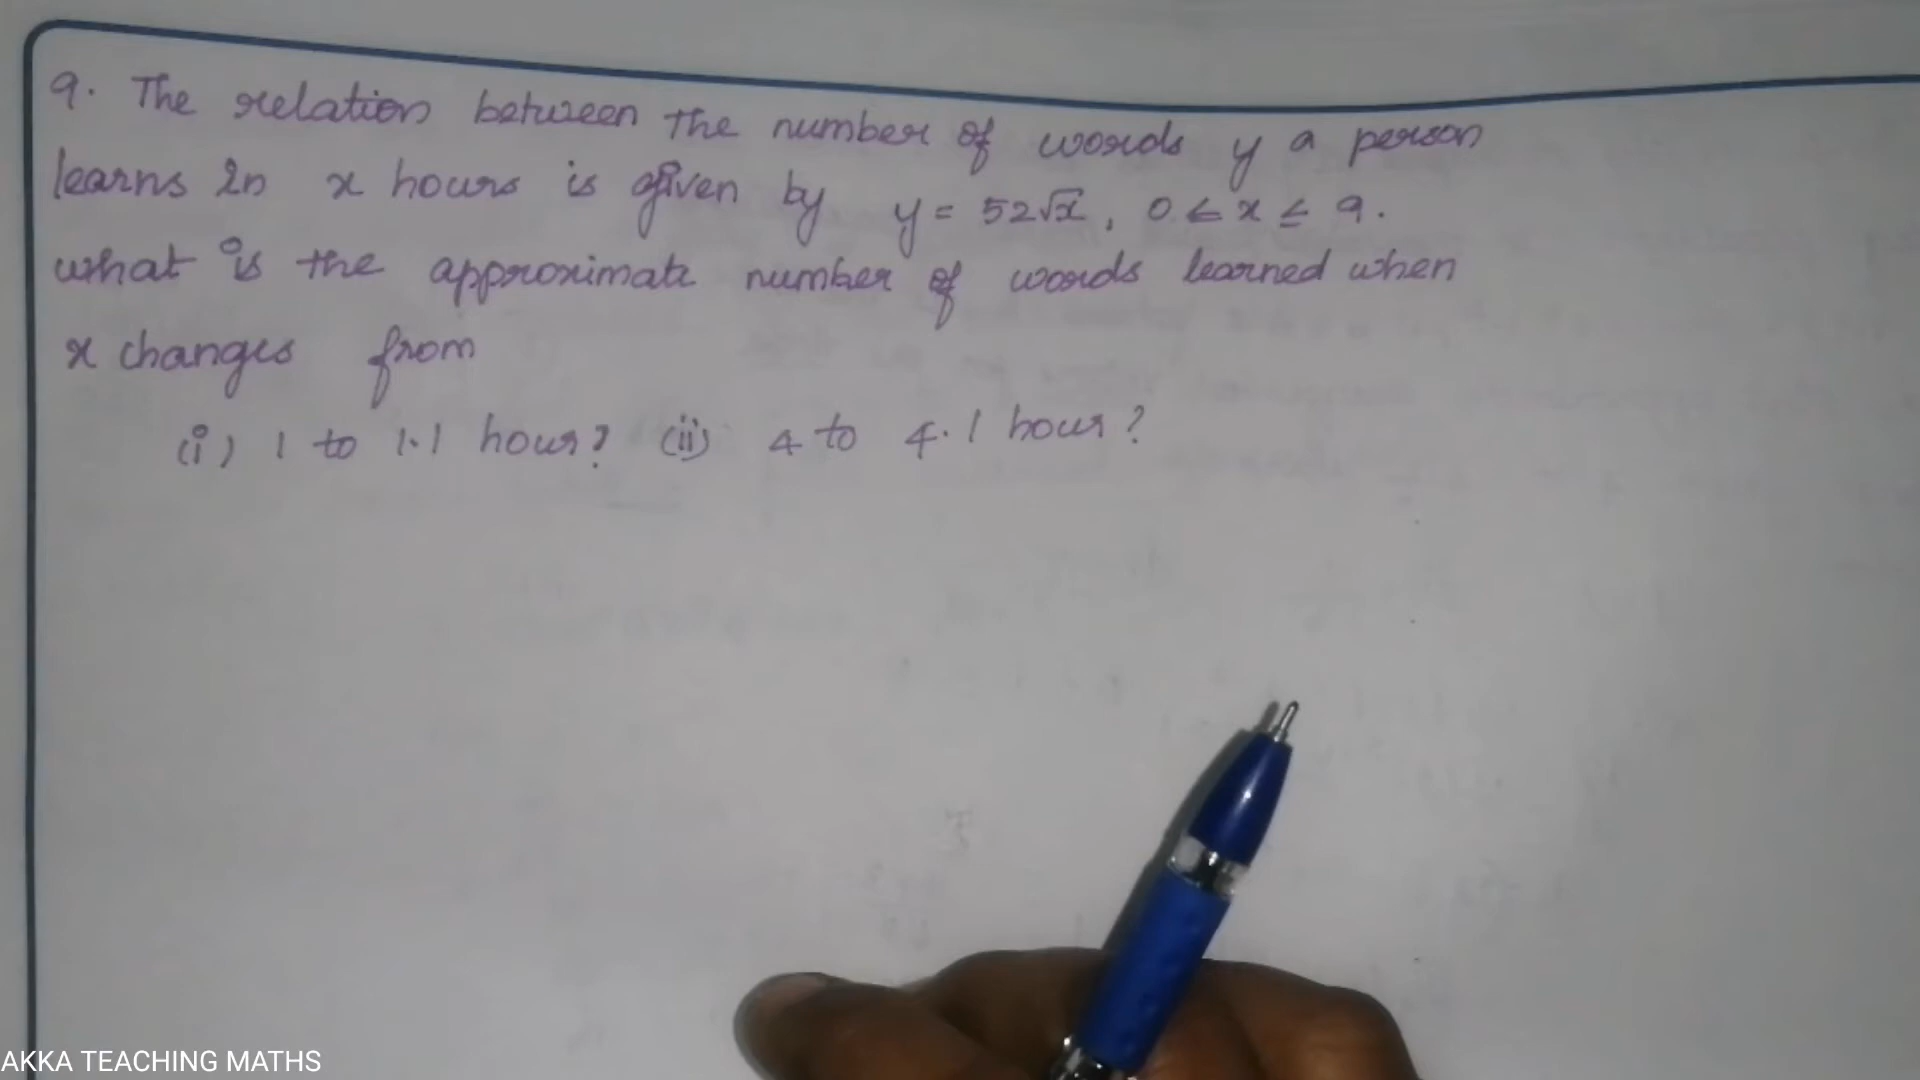 9. The relation between the number of words y a person
learns in x hours is given by y = 52√x, 0 ≤ x ≤ 9.
what is the approximate number of words learned when
x changes from
(i) 1 to 1.1 hour? (ii) 4 to 4.1 hour?
AKKA TEACHING MATHS